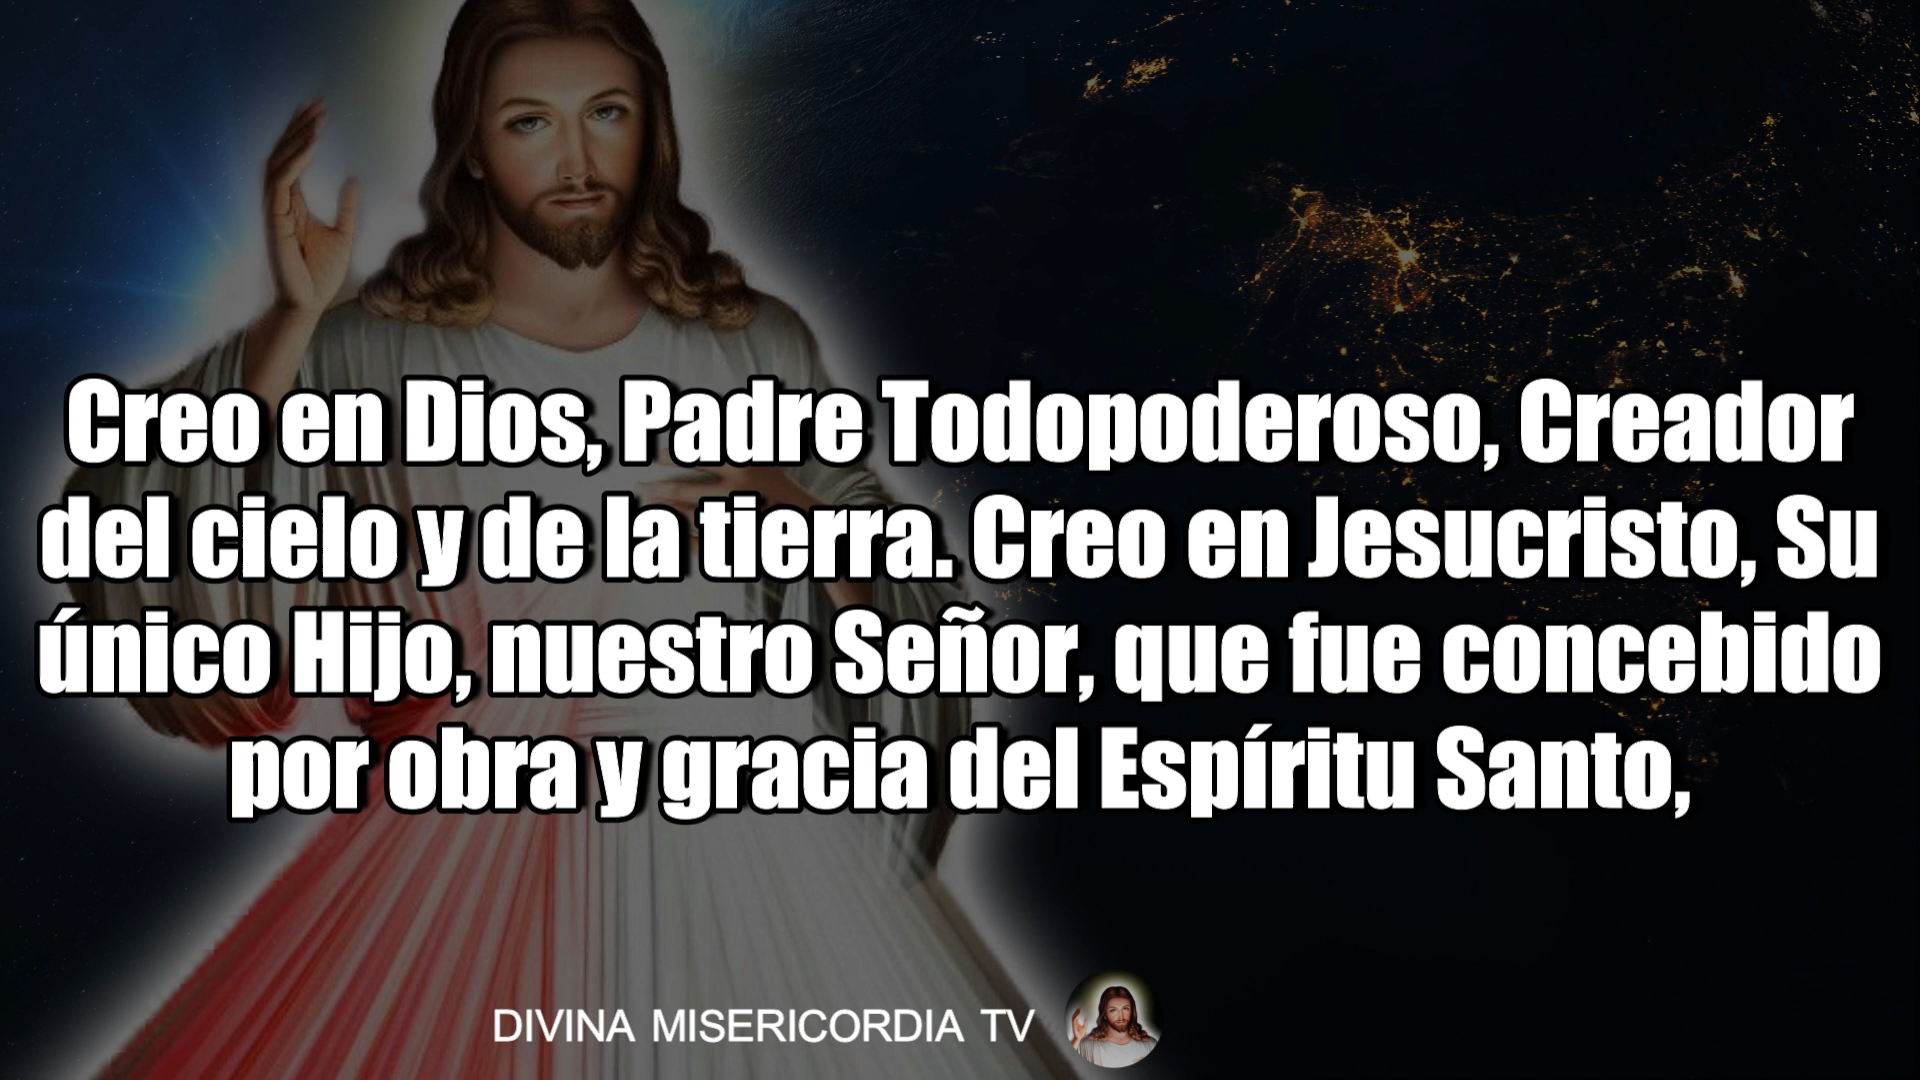 Creo en Dios, Padre Todopoderoso, Creador
del cielo y de la tierra. Creo en Jesucristo, Su
único Hijo, nuestro Señor, que fue concebido
por obra y gracia del Espíritu Santo,
DIVINA MISERICORDIA TV